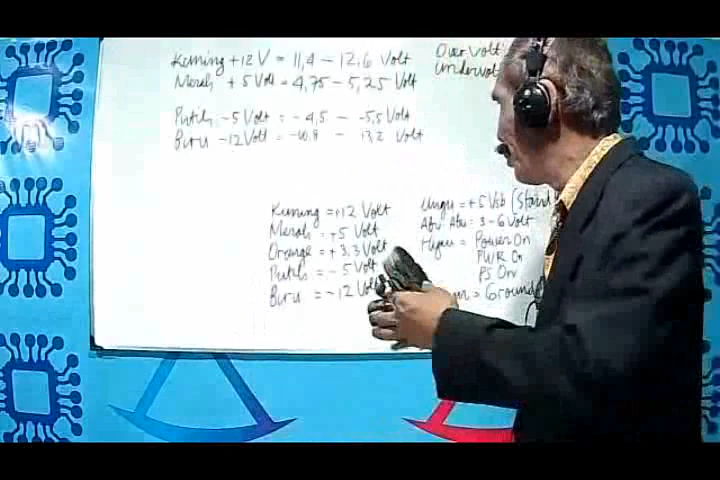 Kuning +12 V = 11,4 - 12,6 Volt
Merah +5 Volt = 4,75 - 5,25 Volt
Putih -5 Volt = -4,5 - -5,5 Volt
Biru -12 Volt = -10,8 - 13,2 Volt
Over Volt
Undervolt
Kuning = +12 Volt
Merah = +5 Volt
Orange = +3,3 Volt
Putih = -5 Volt
Biru = -12 Volt
Ungu = +5 Vsb (Stand
Abu Abu = 3 - 6 Volt
Hijau = Power On
PWR On
PS On
= Ground